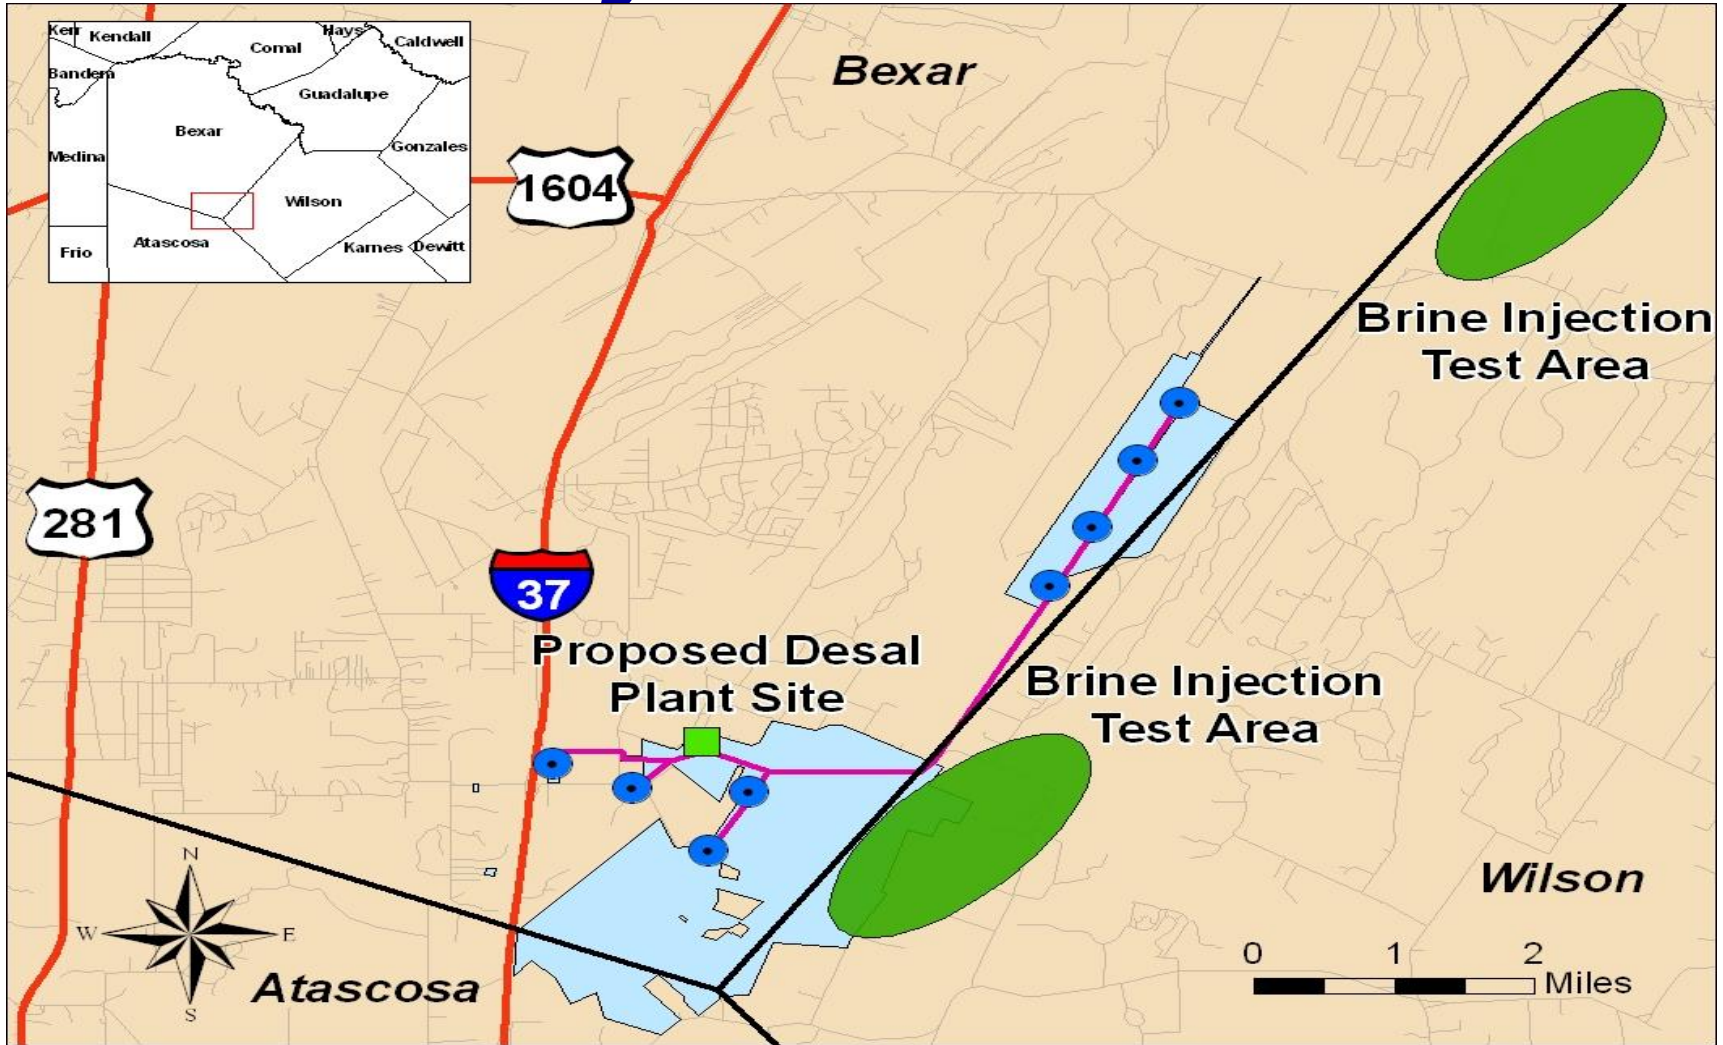 Kerr
Kendall
Comal
Hays
Caldwell
Bandera
Guadalupe
Bexar
Medina
Gonzales
Wilson
Atascosa
Frio
Karnes
Dewitt
Bexar
1604
Brine Injection
Test Area
281
37
Proposed Desal
Plant Site
Brine Injection
Test Area
Wilson
N
W
E
S
Atascosa
0 1 2
Miles